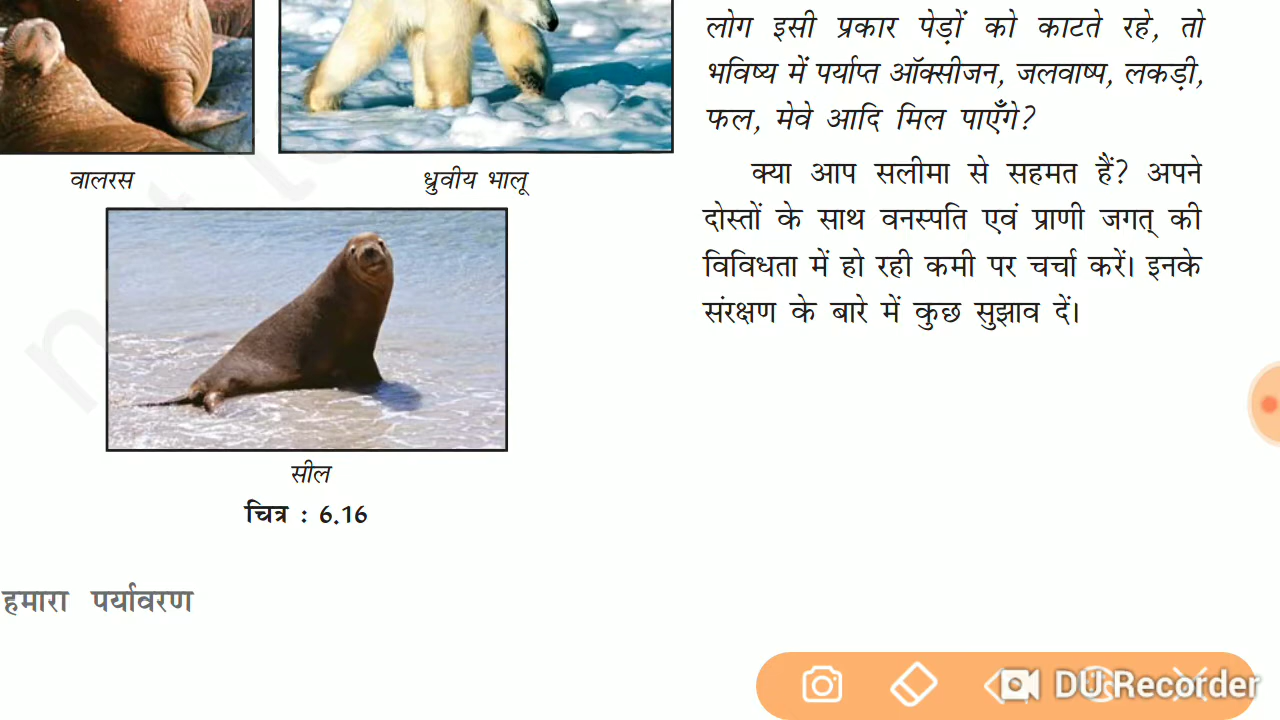 वालरस
ध्रुवीय भालू
सील
चित्र : 6.16
लोग इसी प्रकार पेड़ों को काटते रहे, तो
भविष्य में पर्याप्त ऑक्सीजन, जलवाष्प, लकड़ी,
फल, मेवे आदि मिल पाएँगे?
क्या आप सलीमा से सहमत हैं? अपने
दोस्तों के साथ वनस्पति एवं प्राणी जगत् की
विविधता में हो रही कमी पर चर्चा करें। इनके
संरक्षण के बारे में कुछ सुझाव दें।
हमारा पर्यावरण
DU Recorder